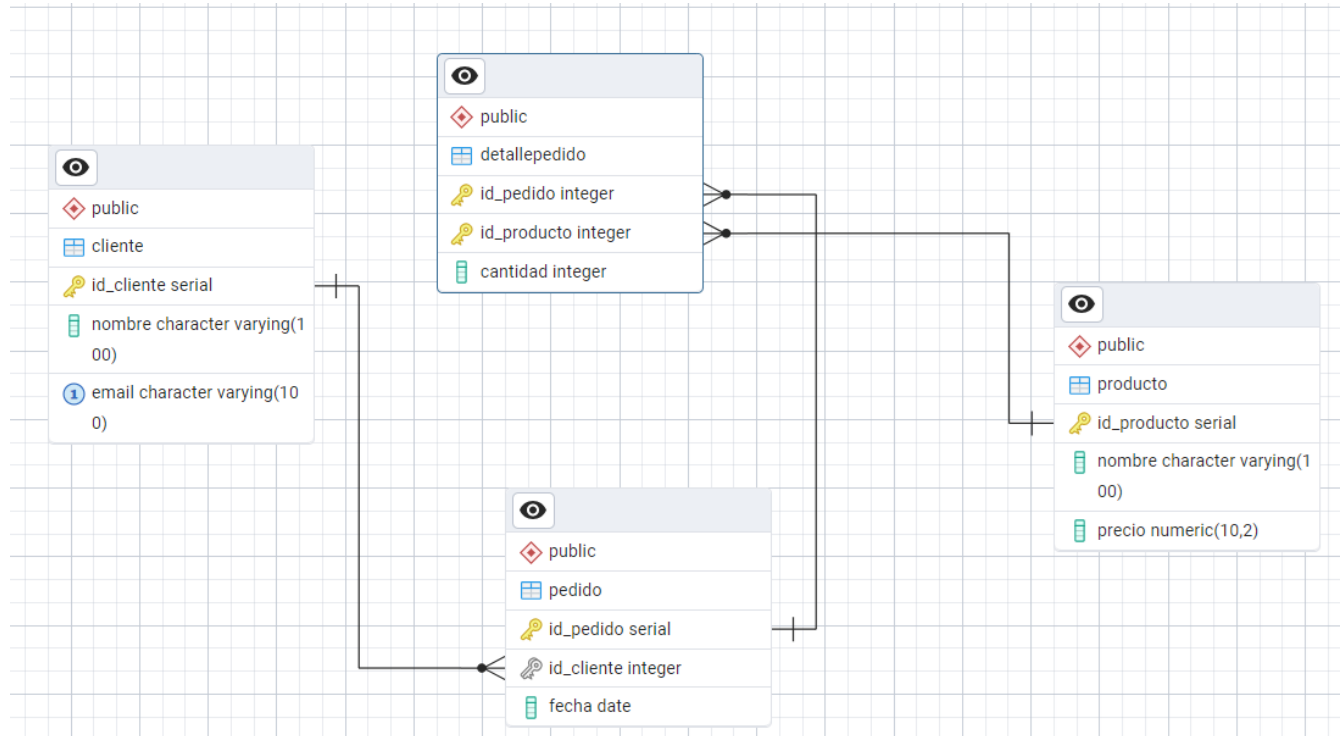 public
cliente
id_cliente serial
nombre character varying(1
00)
1 email character varying(10
0)
public
detallepedido
id_pedido integer
id_producto integer
cantidad integer
public
pedido
id_pedido serial
id_cliente integer
fecha date
public
producto
id_producto serial
nombre character varying(1
00)
precio numeric(10,2)